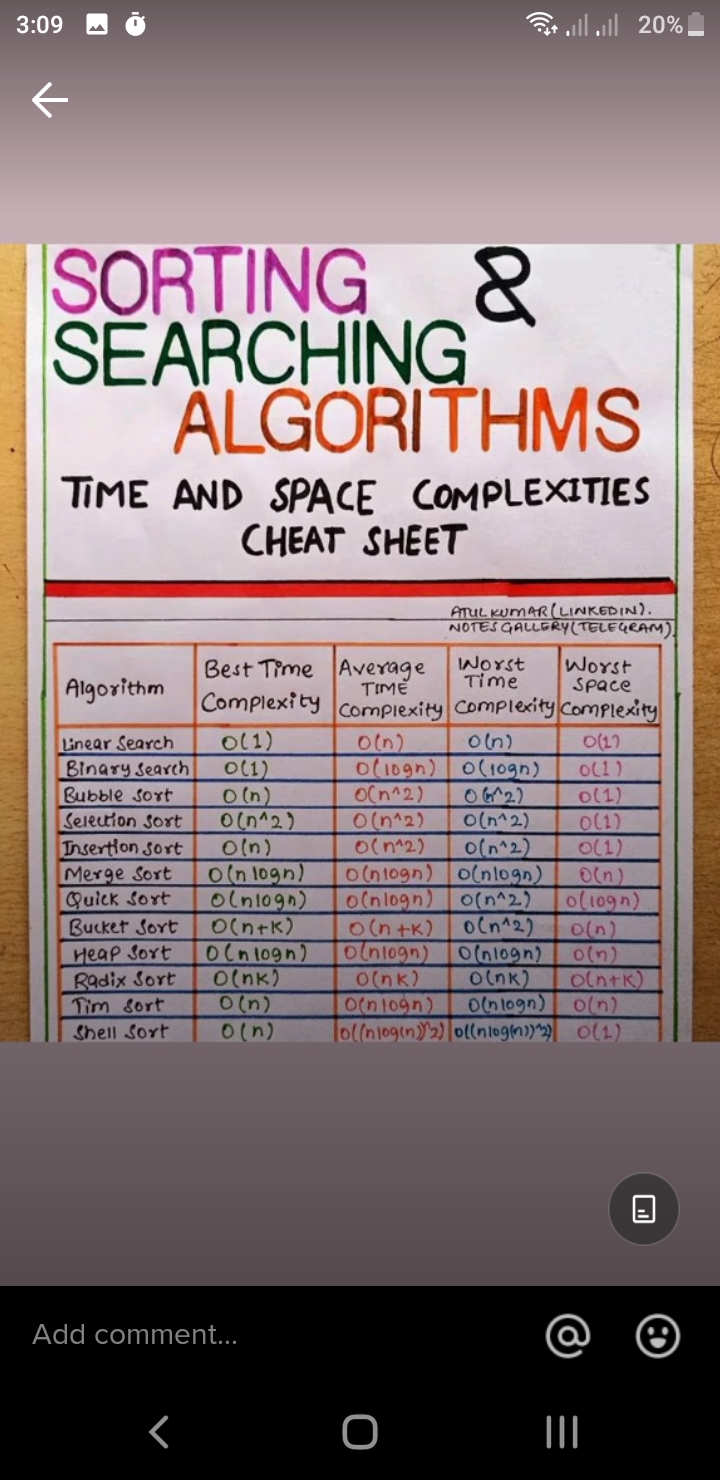 3:09 20%
SORTING &
SEARCHING
ALGORITHMS
TIME AND SPACE COMPLEXITIES
CHEAT SHEET
ATUL KUMAR (LINKEDIN).
NOTES GALLERY (TELEGRAM).
Algorithm Best Time Complexity Average TIME Complexity Worst Time Complexity Worst Space Complexity
Linear Search O(1) O(n) O(n) O(1)
Binary Search O(1) O(logn) O(logn) O(1)
Bubble Sort O(n) O(n^2) O(n^2) O(1)
Selection Sort O(n^2) O(n^2) O(n^2) O(1)
Insertion Sort O(n) O(n^2) O(n^2) O(1)
Merge Sort O(n logn) O(nlogn) O(nlogn) O(n)
Quick Sort O(nlogn) O(nlogn) O(n^2) O(logn)
Bucket Sort O(n+K) O(n+K) O(n^2) O(n)
Heap Sort O(nlogn) O(nlogn) O(nlogn) O(n)
Radix Sort O(nK) O(nK) O(nK) O(n+K)
Tim Sort O(n) O(nlogn) O(nlogn) O(n)
Shell Sort O(n) O((nlog(n))^2) O((nlog(n))^2) O(1)
Add comment...